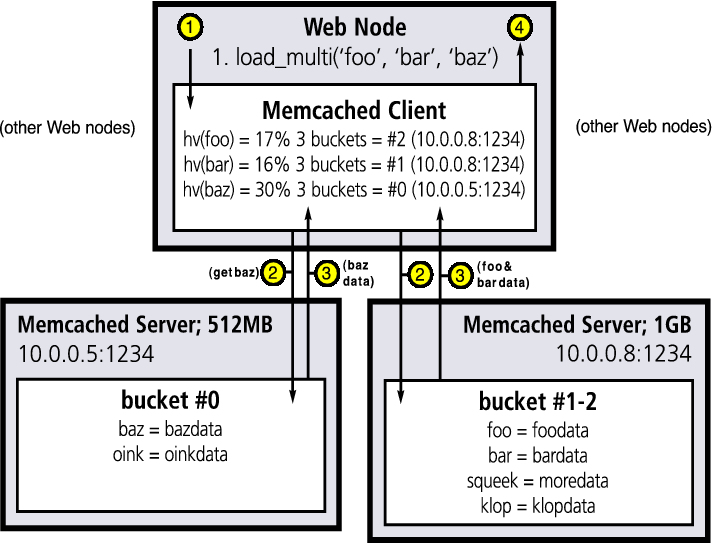 1
Web Node
4
1. load_multi(‘foo’, ‘bar’, ‘baz’)
(other Web nodes)
(other Web nodes)
Memcached Client
hv(foo) = 17% 3 buckets = #2 (10.0.0.8:1234)
hv(bar) = 16% 3 buckets = #1 (10.0.0.8:1234)
hv(baz) = 30% 3 buckets = #0 (10.0.0.5:1234)
(get baz)
2
3
(baz
data)
2
3
(foo &
bar data)
Memcached Server; 512MB
10.0.0.5:1234
bucket #0
baz = bazdata
oink = oinkdata
Memcached Server; 1GB
10.0.0.8:1234
bucket #1-2
foo = foodata
bar = bardata
squeek = moredata
klop = klopdata